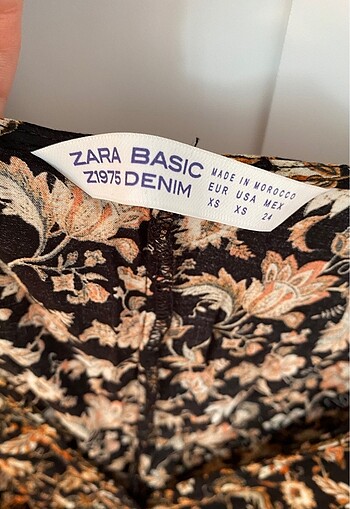 ZARA BASIC
Z1975 DENIM
MADE IN MOROCCO
EUR USA MEX
XS XS 24